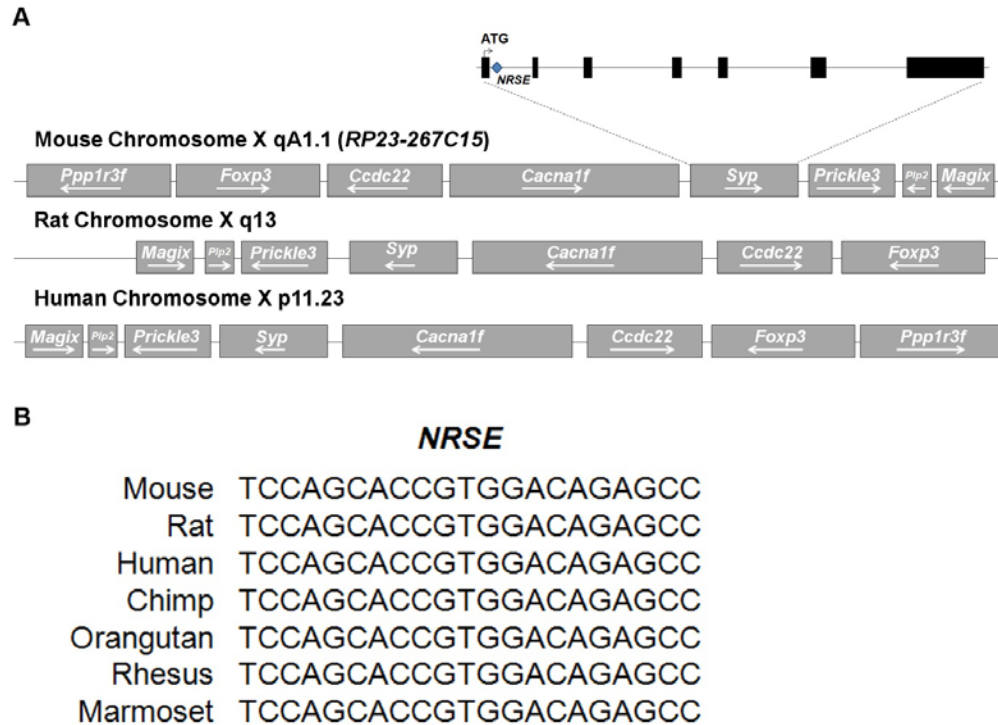 A
ATG
NRSE
Mouse Chromosome X qA1.1 (RP23-267C15)
Ppp1r3f Foxp3 Ccdc22 Cacna1f Syp Prickle3 Plp2 Magix
Rat Chromosome X q13
Magix Plp2 Prickle3 Syp Cacna1f Ccdc22 Foxp3
Human Chromosome X p11.23
Magix Plp2 Prickle3 Syp Cacna1f Ccdc22 Foxp3 Ppp1r3f
B
NRSE
Mouse TCCAGCACCGTGGACAGAGCC
Rat TCCAGCACCGTGGACAGAGCC
Human TCCAGCACCGTGGACAGAGCC
Chimp TCCAGCACCGTGGACAGAGCC
Orangutan TCCAGCACCGTGGACAGAGCC
Rhesus TCCAGCACCGTGGACAGAGCC
Marmoset TCCAGCACCGTGGACAGAGCC